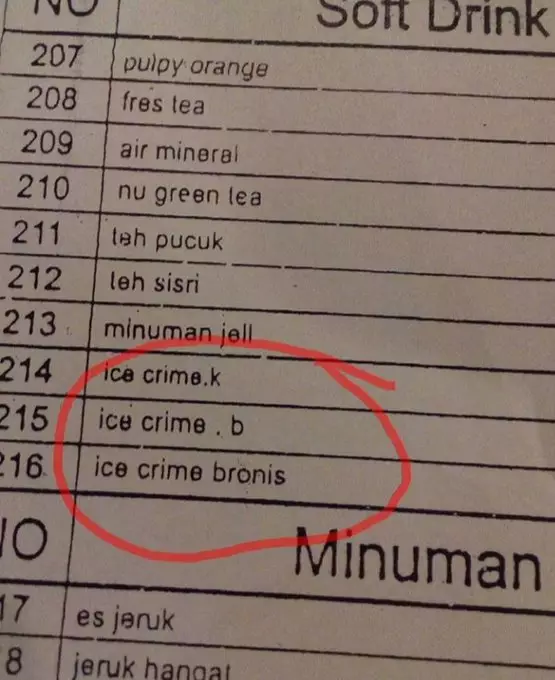 NO Soft Drink
207 pulpy orange
208 fres tea
209 air mineral
210 nu green tea
211 teh pucuk
212 teh sisri
213 minuman jell
214 ice crime.k
215 ice crime . b
216 ice crime bronis
NO Minuman
17 es jeruk
8 jeruk hangat